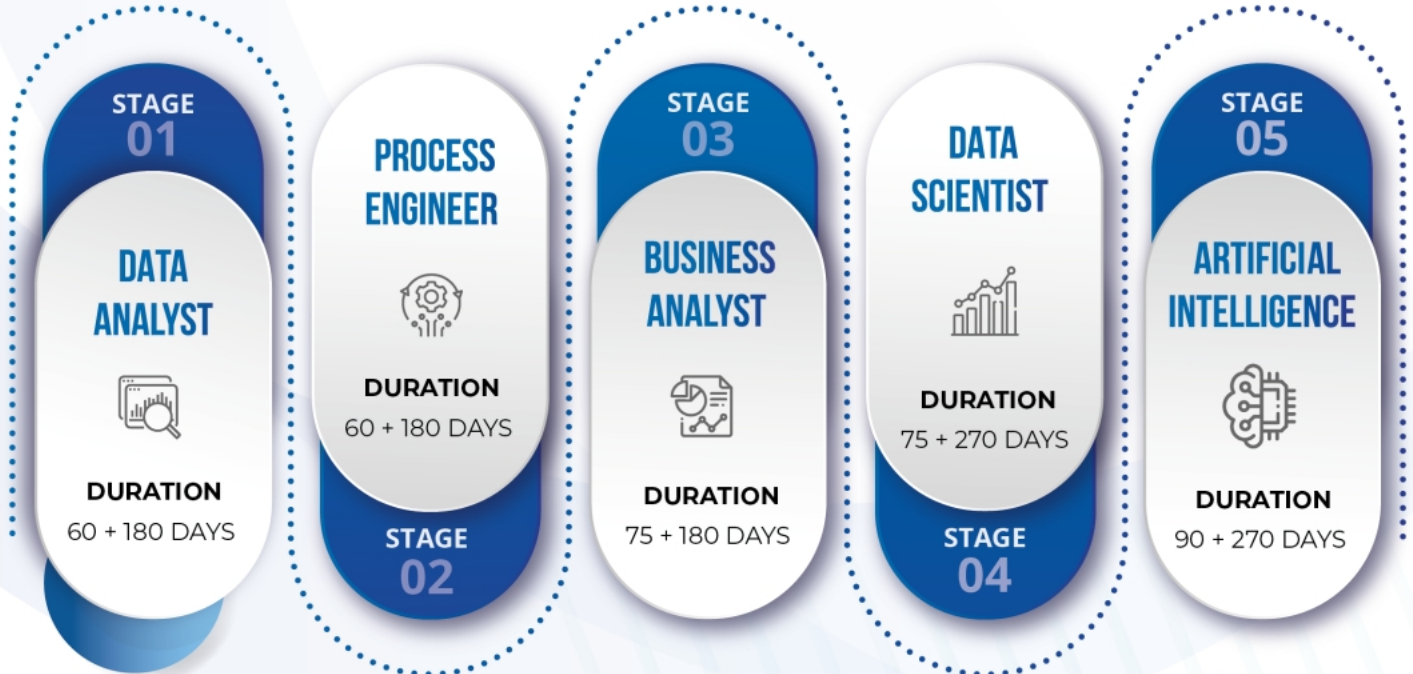 STAGE
01
DATA
ANALYST
DURATION
60 + 180 DAYS
PROCESS
ENGINEER
DURATION
60 + 180 DAYS
STAGE
02
STAGE
03
BUSINESS
ANALYST
DURATION
75 + 180 DAYS
DATA
SCIENTIST
DURATION
75 + 270 DAYS
STAGE
04
STAGE
05
ARTIFICIAL
INTELLIGENCE
DURATION
90 + 270 DAYS